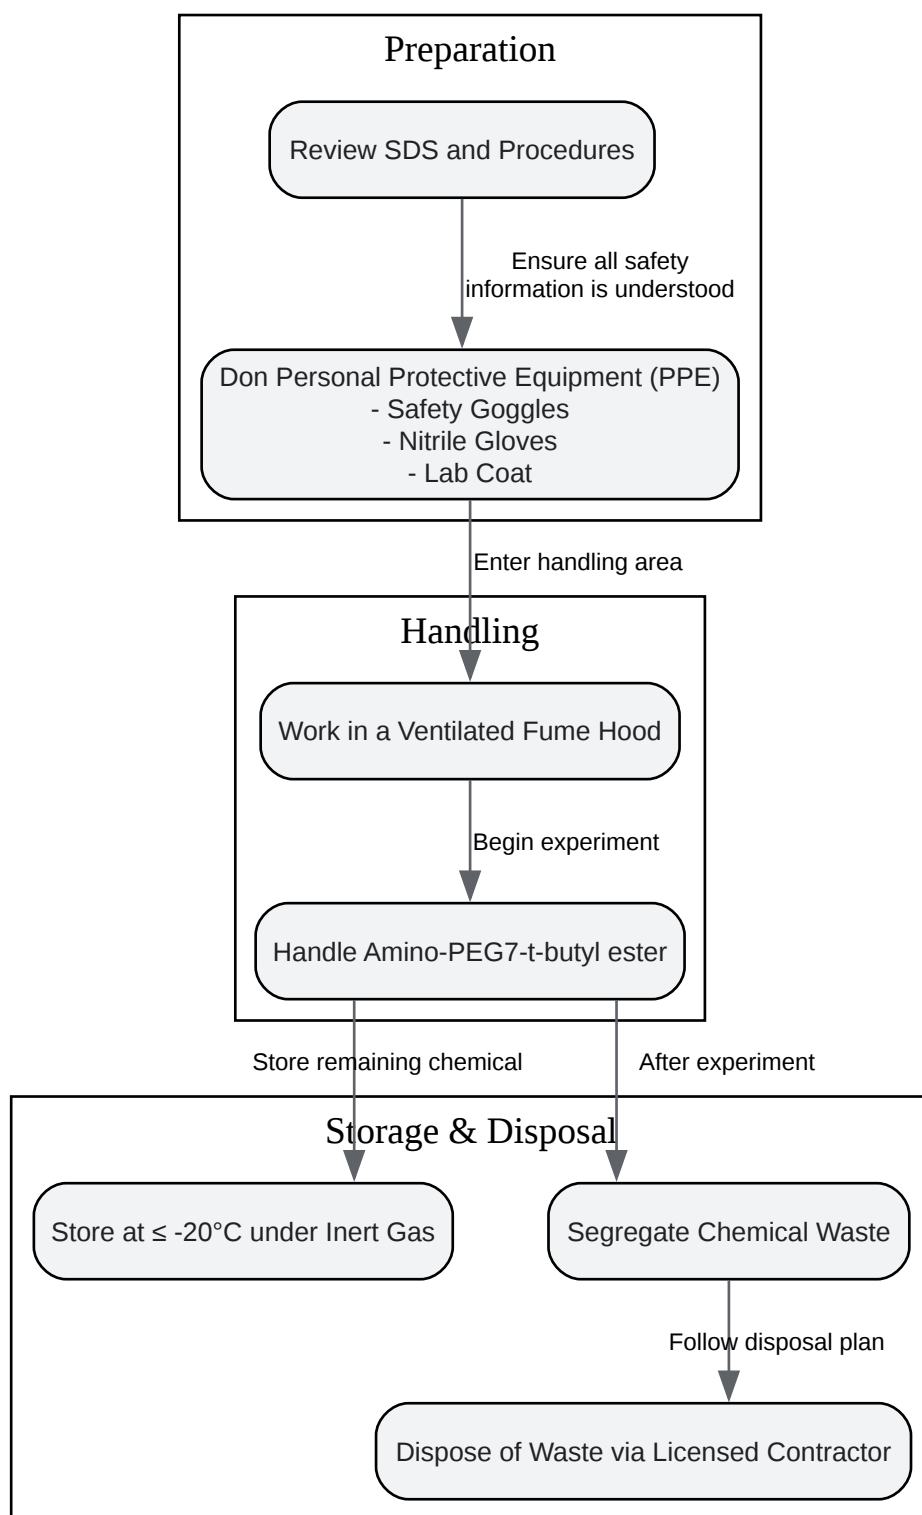 Preparation
Review SDS and Procedures
Ensure all safety
information is understood
Don Personal Protective Equipment (PPE)
- Safety Goggles
- Nitrile Gloves
- Lab Coat
Enter handling area
Handling
Work in a Ventilated Fume Hood
Begin experiment
Handle Amino-PEG7-t-butyl ester
Store remaining chemical
After experiment
Storage & Disposal
Store at ≤ -20°C under Inert Gas
Segregate Chemical Waste
Follow disposal plan
Dispose of Waste via Licensed Contractor